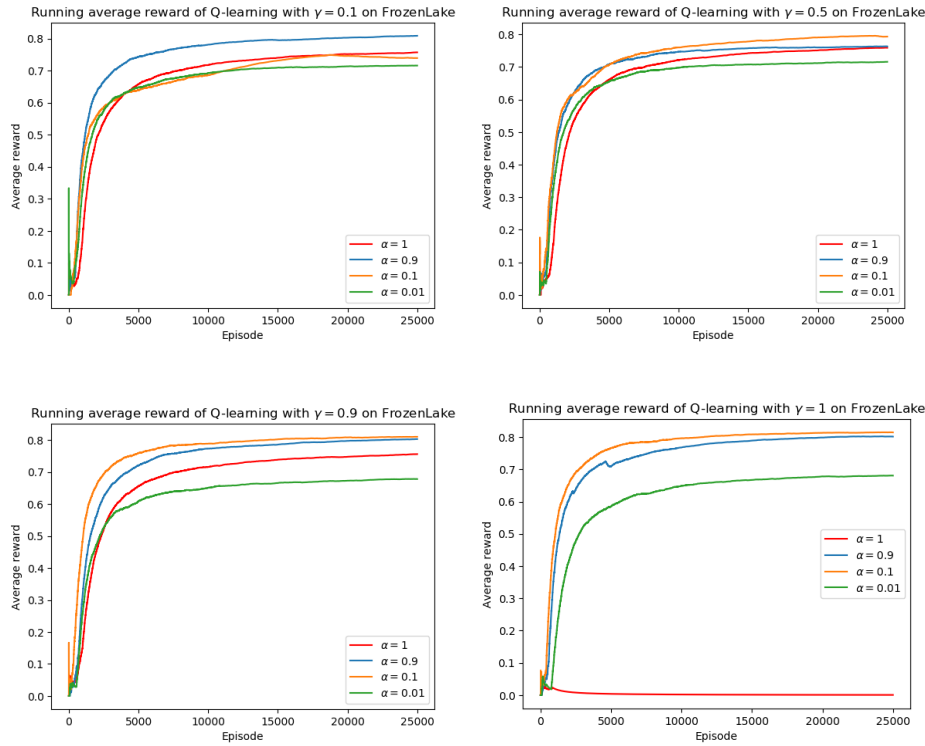 Running average reward of Q-learning with γ = 0.1 on FrozenLake
0.8
0.7
0.6
0.5
0.4
0.3
0.2
0.1
0.0
Average reward
α = 1
α = 0.9
α = 0.1
α = 0.01
0 5000 10000 15000 20000 25000
Episode
Running average reward of Q-learning with γ = 0.5 on FrozenLake
0.8
0.7
0.6
0.5
0.4
0.3
0.2
0.1
0.0
Average reward
α = 1
α = 0.9
α = 0.1
α = 0.01
0 5000 10000 15000 20000 25000
Episode
Running average reward of Q-learning with γ = 0.9 on FrozenLake
0.8
0.7
0.6
0.5
0.4
0.3
0.2
0.1
0.0
Average reward
α = 1
α = 0.9
α = 0.1
α = 0.01
0 5000 10000 15000 20000 25000
Episode
Running average reward of Q-learning with γ = 1 on FrozenLake
0.8
0.7
0.6
0.5
0.4
0.3
0.2
0.1
0.0
Average reward
α = 1
α = 0.9
α = 0.1
α = 0.01
0 5000 10000 15000 20000 25000
Episode